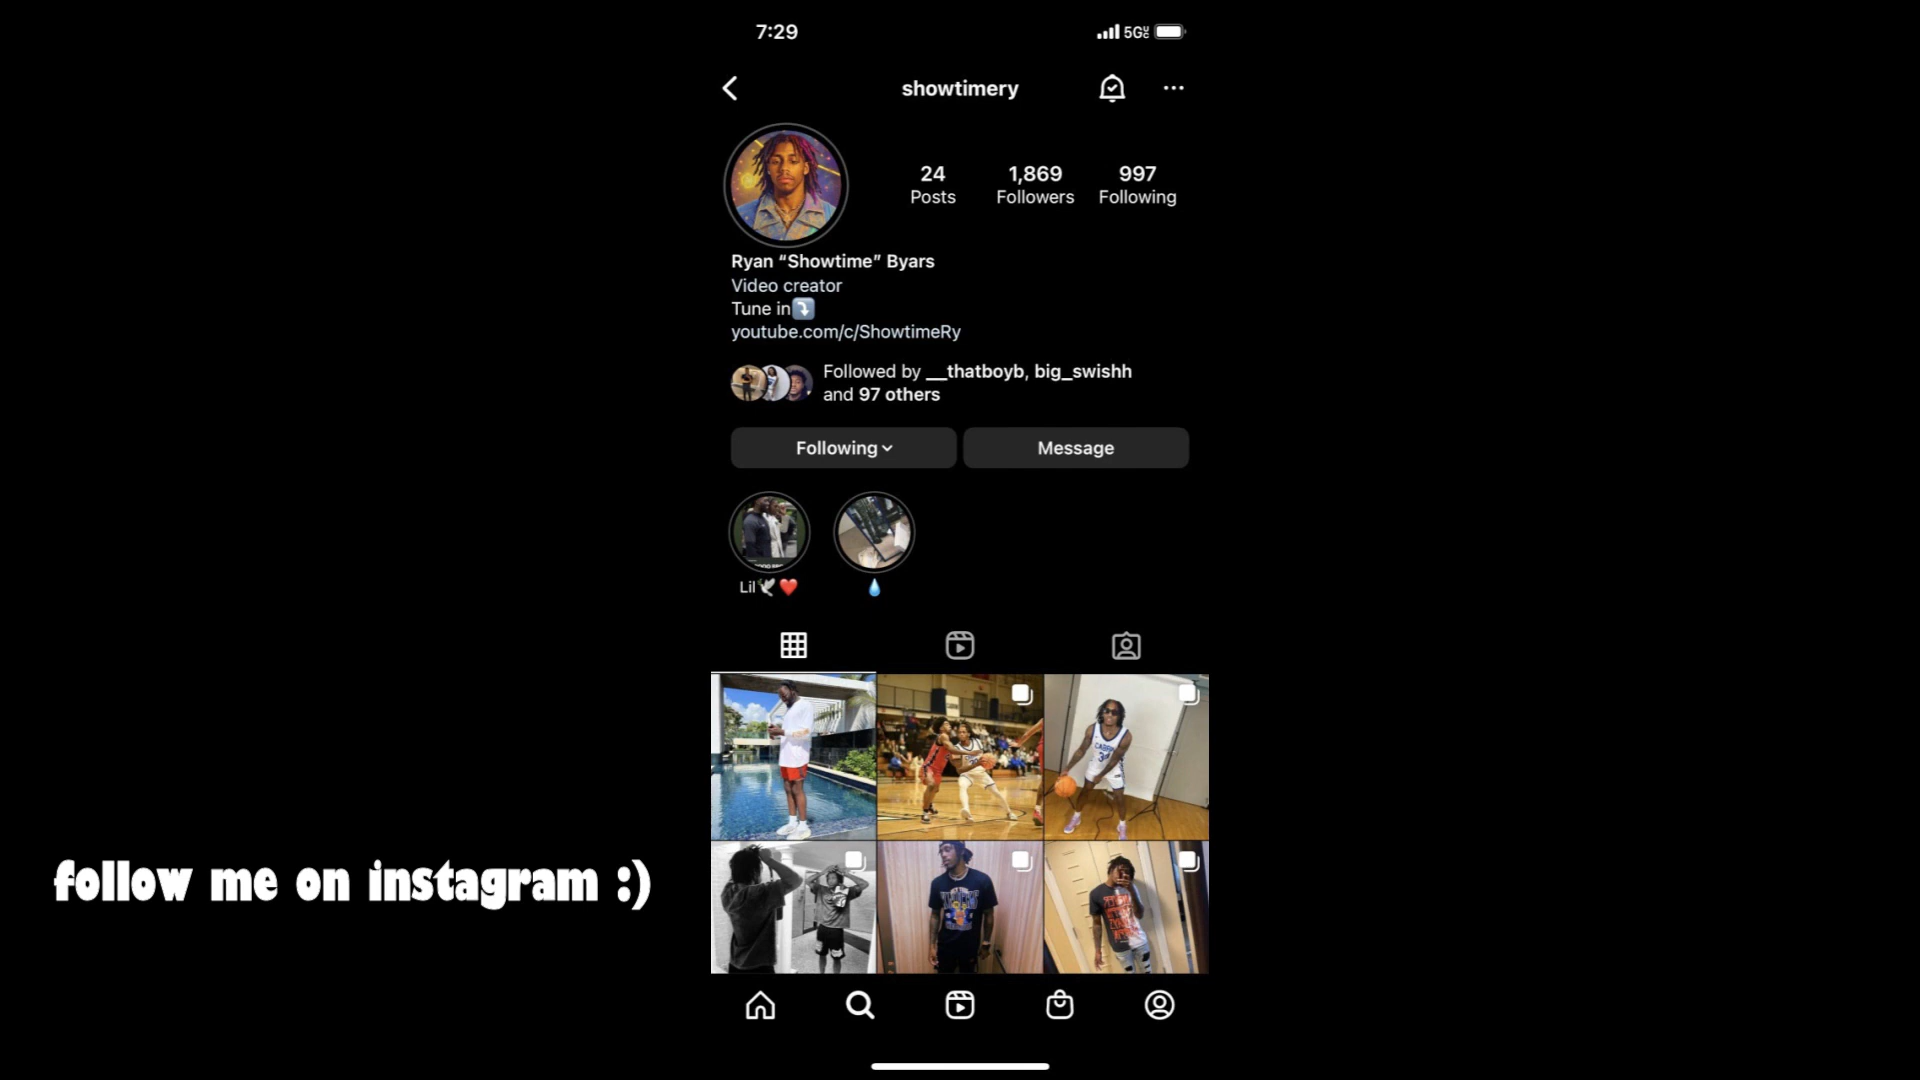 7:29
5G
showtimery
24
Posts
1,869
Followers
997
Following
Ryan “Showtime” Byars
Video creator
Tune in⤵️
youtube.com/c/ShowtimeRy
Followed by __thatboyb, big_swishh
and 97 others
Following
Message
Lil🕊️❤️
💧
CABRINI
follow me on instagram :)